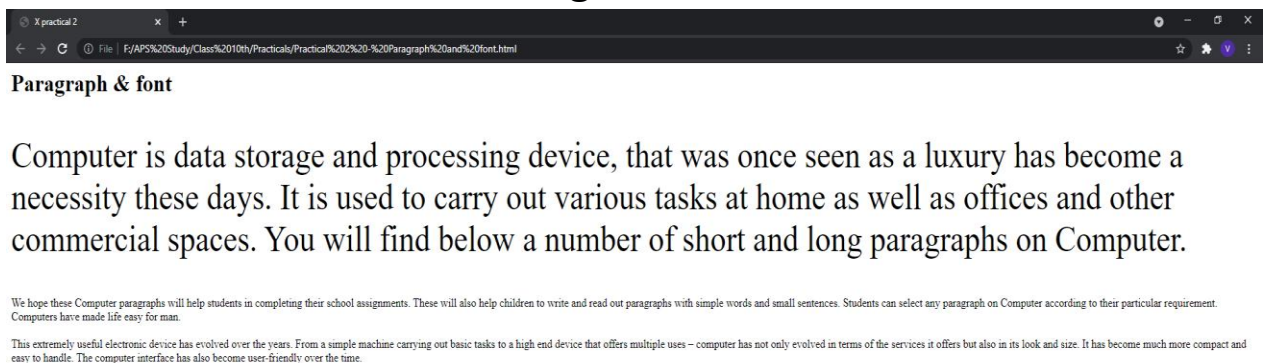 X practical 2
File | F:/APS%20Study/Class%2010th/Practicals/Practical%202%20-%20Paragraph%20and%20font.html
V
Paragraph & font
Computer is data storage and processing device, that was once seen as a luxury has become a
necessity these days. It is used to carry out various tasks at home as well as offices and other
commercial spaces. You will find below a number of short and long paragraphs on Computer.
We hope these Computer paragraphs will help students in completing their school assignments. These will also help children to write and read out paragraphs with simple words and small sentences. Students can select any paragraph on Computer according to their particular requirement.
Computers have made life easy for man.
This extremely useful electronic device has evolved over the years. From a simple machine carrying out basic tasks to a high end device that offers multiple uses – computer has not only evolved in terms of the services it offers but also in its look and size. It has become much more compact and
easy to handle. The computer interface has also become user-friendly over the time.